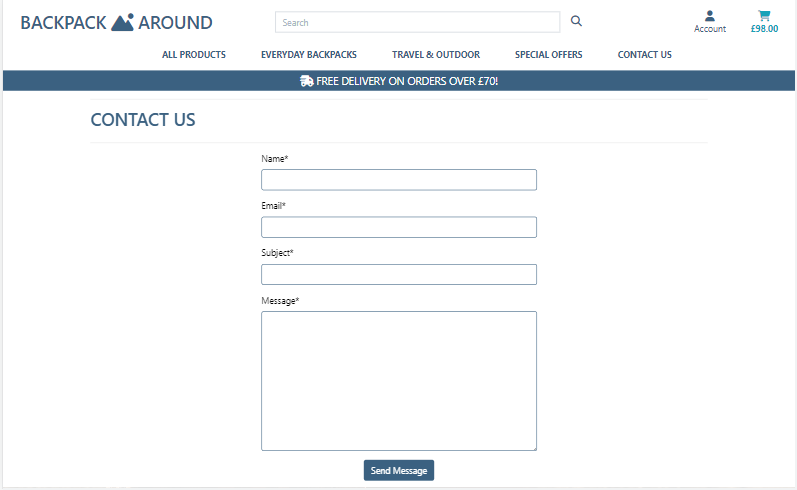 BACKPACK AROUND
Search
Account
£98.00
ALL PRODUCTS
EVERYDAY BACKPACKS
TRAVEL & OUTDOOR
SPECIAL OFFERS
CONTACT US
FREE DELIVERY ON ORDERS OVER £70!
CONTACT US
Name*
Email*
Subject*
Message*
Send Message